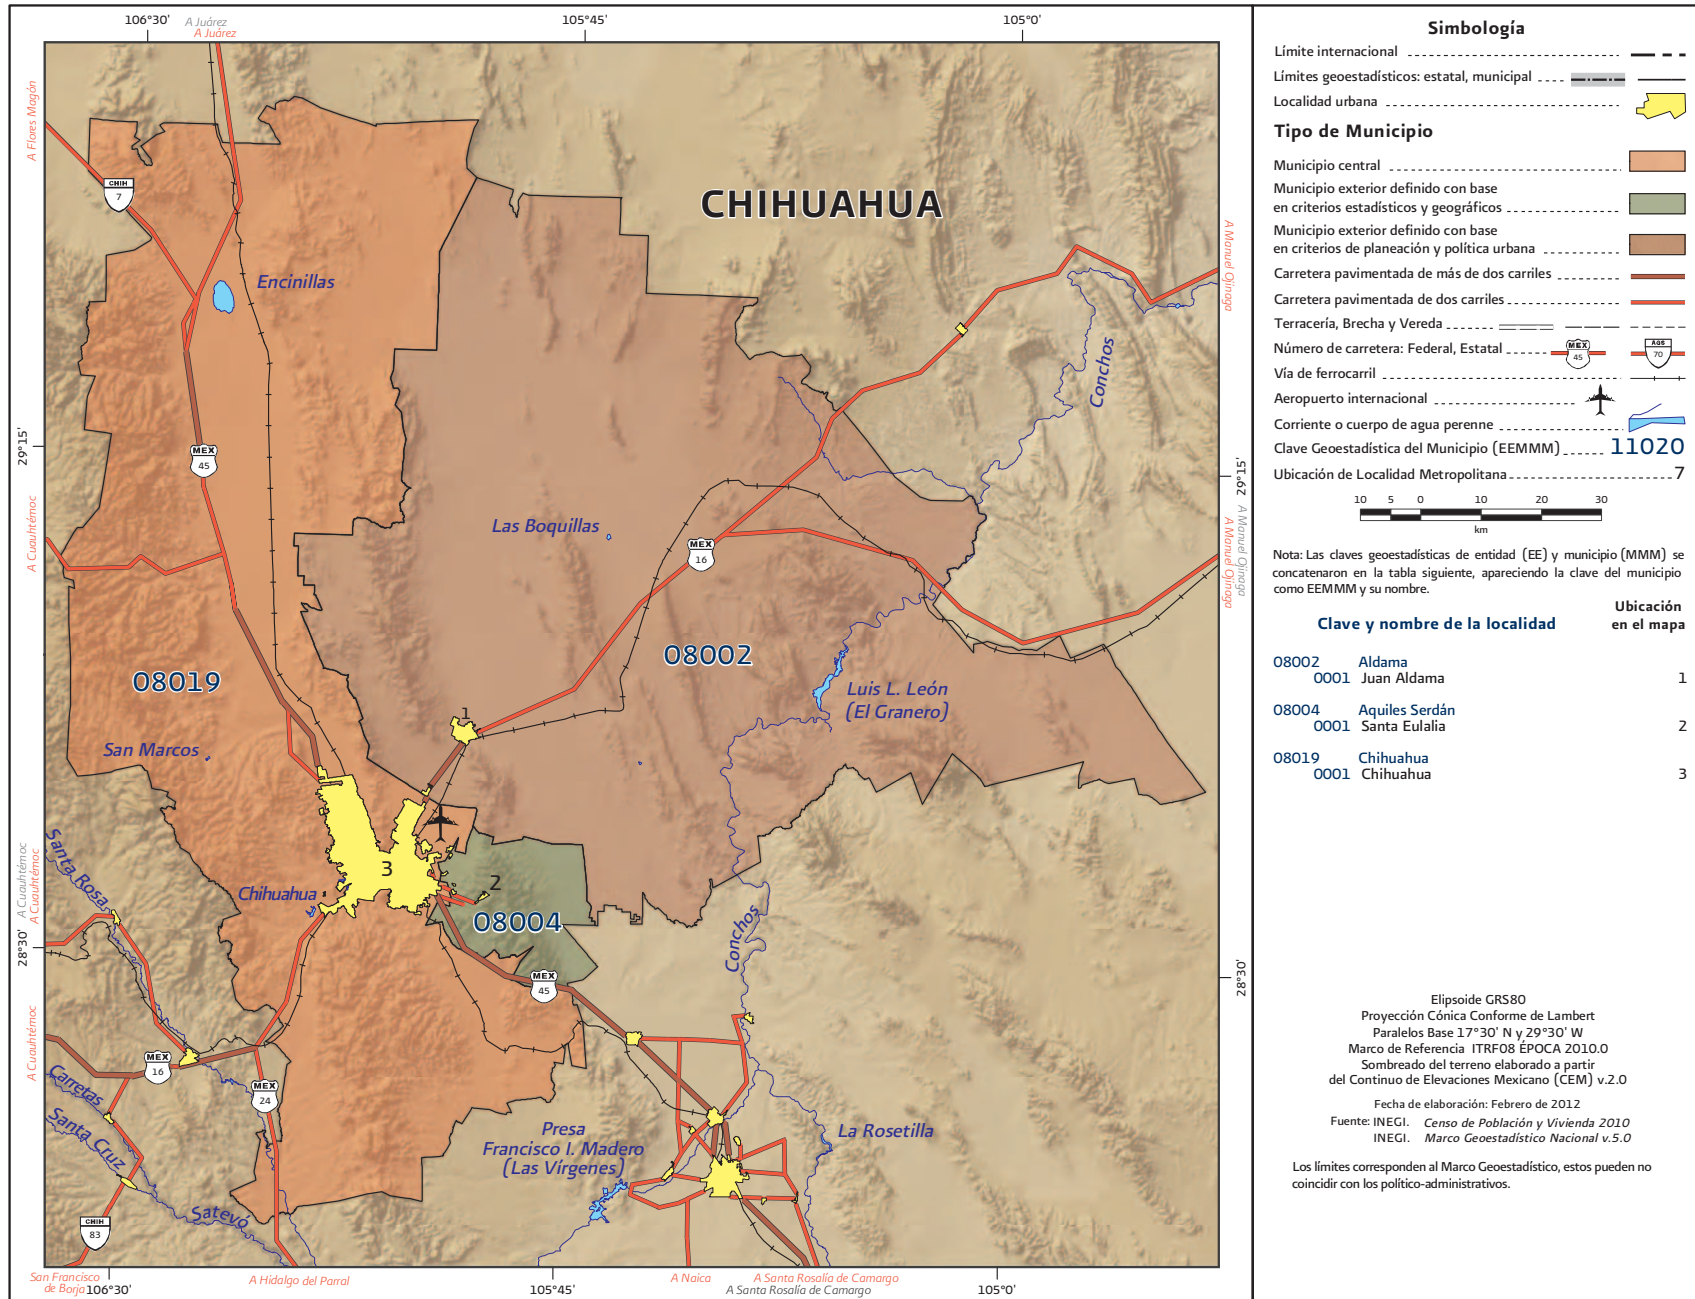 106°30'
A Juárez
A Juárez
105°45'
105°0'
A Flores Magón
CHIH
7
CHIHUAHUA
A Manuel Ojinaga
Encinillas
Conchos
29°15'
MEX
45
29°15'
A Cuauhtémoc
Las Boquillas
MEX
16
A Manuel Ojinaga
A Manuel Ojinaga
08002
08019
Luis L. León
(El Granero)
1
San Marcos
Santa Rosa
3
2
Chihuahua
A Cuauhtémoc
A Cuauhtémoc
08004
Conchos
28°30'
MEX
45
28°30'
A Cuauhtémoc
MEX
16
Carretas
MEX
24
Santa Cruz
Presa
Francisco I. Madero
(Las Vírgenes)
La Rosetilla
Satevó
CHIH
83
San Francisco
de Borja
106°30'
A Hidalgo del Parral
105°45'
A Naica
A Santa Rosalía de Camargo
A Santa Rosalía de Camargo
105°0'
Simbología
Límite internacional
Límites geoestadísticos: estatal, municipal
Localidad urbana
Tipo de Municipio
Municipio central
Municipio exterior definido con base
en criterios estadísticos y geográficos
Municipio exterior definido con base
en criterios de planeación y política urbana
Carretera pavimentada de más de dos carriles
Carretera pavimentada de dos carriles
Terracería, Brecha y Vereda
Número de carretera: Federal, Estatal MEX 45 AGS 70
Vía de ferrocarril
Aeropuerto internacional
Corriente o cuerpo de agua perenne
Clave Geoestadística del Municipio (EEMMM) 11020
Ubicación de Localidad Metropolitana 7
10 5 0 10 20 30
km
Nota: Las claves geoestadísticas de entidad (EE) y municipio (MMM) se
concatenaron en la tabla siguiente, apareciendo la clave del municipio
como EEMMM y su nombre.
Clave y nombre de la localidad
Ubicación
en el mapa
08002 Aldama
0001 Juan Aldama 1
08004 Aquiles Serdán
0001 Santa Eulalia 2
08019 Chihuahua
0001 Chihuahua 3
Elipsoide GRS80
Proyección Cónica Conforme de Lambert
Paralelos Base 17°30' N y 29°30' W
Marco de Referencia ITRF08 ÉPOCA 2010.0
Sombreado del terreno elaborado a partir
del Continuo de Elevaciones Mexicano (CEM) v.2.0
Fecha de elaboración: Febrero de 2012
Fuente: INEGI. Censo de Población y Vivienda 2010
INEGI. Marco Geoestadístico Nacional v.5.0
Los límites corresponden al Marco Geoestadístico, estos pueden no
coincidir con los político-administrativos.